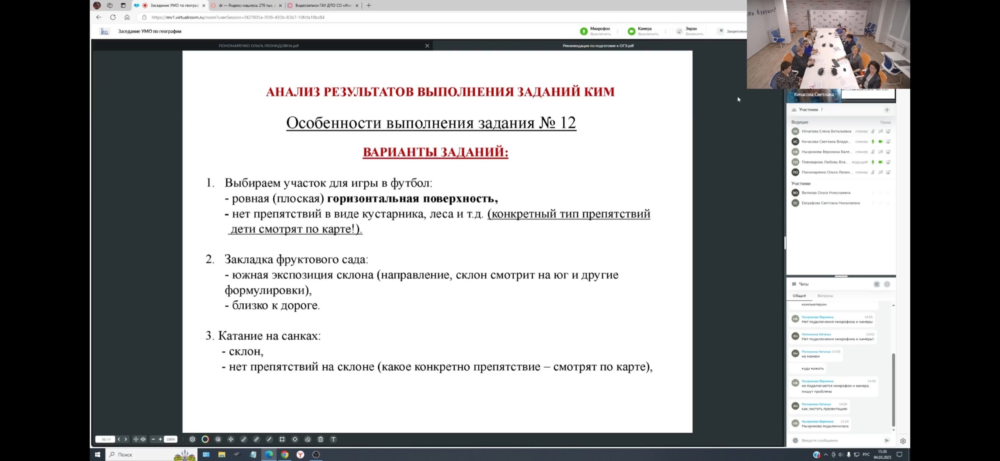 Заседание УМО по географ
dr — Яндекс: нашлось 276 тыс. р
Видеозаписи ГАУ ДПО СО «Инс
https://mv1.virtualroom.ru/room?userSession=5f27805a-95f8-493b-83b7-10fcfa18bc84
Заседание УМО по географии
Микрофон
Выключить
Камера
Выключить
Экран
Включить
Закреплен
ль будущего
ПОНОМАРЕНКО ОЛЬГА ЛЕОНИДОВНА.pdf
Рекомендации по подготовке к ОГЭ.pdf
АНАЛИЗ РЕЗУЛЬТАТОВ ВЫПОЛНЕНИЯ ЗАДАНИЙ КИМ
Особенности выполнения задания № 12
ВАРИАНТЫ ЗАДАНИЙ:
1. Выбираем участок для игры в футбол:
- ровная (плоская) горизонтальная поверхность,
- нет препятствий в виде кустарника, леса и т.д. (конкретный тип препятствий
дети смотрят по карте!).
2. Закладка фруктового сада:
- южная экспозиция склона (направление, склон смотрит на юг и другие
формулировки),
- близко к дороге.
3. Катание на санках:
- склон,
- нет препятствий на склоне (какое конкретно препятствие – смотрят по карте),
Кичасова Светлана
Участники 7
Ведущие Права
ИЕ Игнатова Елена Витальевна спикер
КС Кичасова Светлана Влади... спикер
НВ Ныхрикова Вероника Вале... спикер
ПЛ Пивоварова Любовь Вла... ведущий
ПО Пономаренко Ольга Леони... спикер
Участники
ВО Вилкова Ольга Николаевна
ЕС Евграфова Светлана Николаевна
Чаты
Общий Вопросы
компьютером.
НВ Ныхрикова Вероника 14:02
Нет подключения микрофона и камеры
РН Рогожкина Наталья 14:02
Нет подключения микрофона и камеры\
РН Рогожкина Наталья 14:03
не можем
куда нажать
НВ Ныхрикова Вероника 14:03
не подключается микрофон и камера,
пишут проблема
РН Рогожкина Наталья 14:04
как листать презентацию
НВ Ныхрикова Вероника 14:10
Ныхрикова подключилась
Введите сообщение
31/34
100%
Поиск
РУС
15:38
04.03.2025